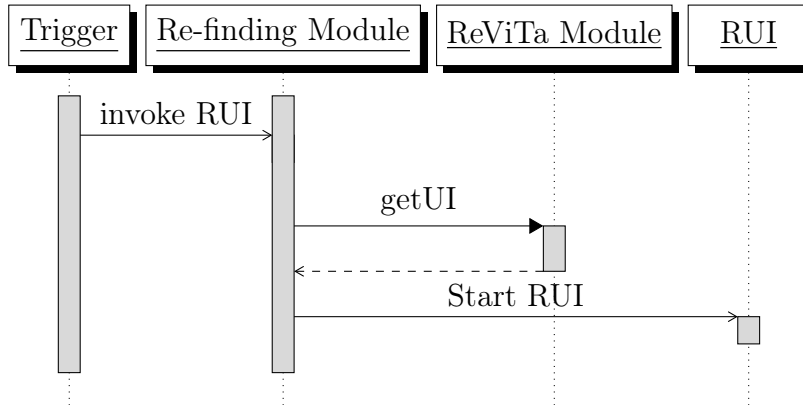 Trigger
Re-finding Module
ReViTa Module
RUI
invoke RUI
getUI
Start RUI